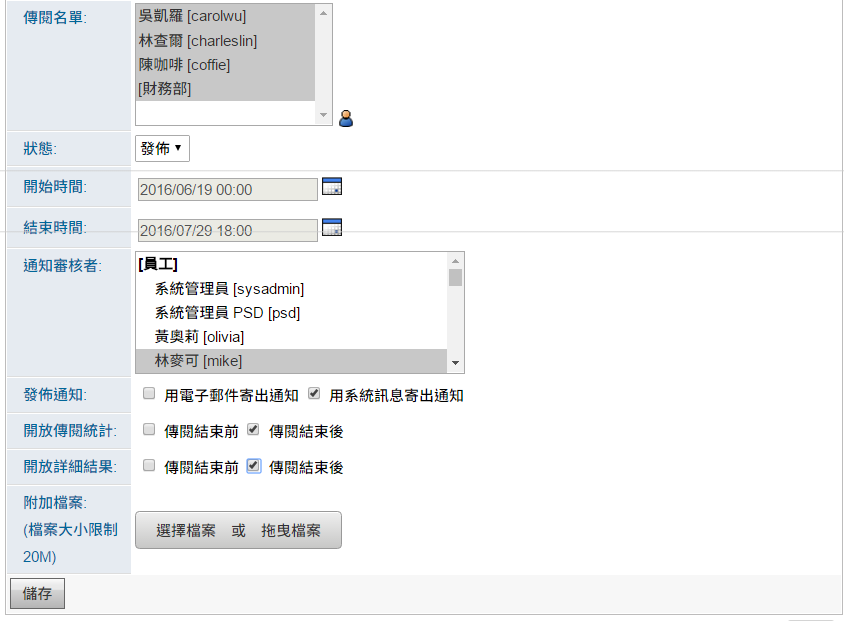 傳閱名單:
吳凱羅 [carolwu]
林查爾 [charleslin]
陳咖啡 [coffie]
[財務部]
狀態:
發佈
開始時間:
2016/06/19 00:00
結束時間:
2016/07/29 18:00
通知審核者:
[員工]
系統管理員 [sysadmin]
系統管理員 PSD [psd]
黃奧莉 [olivia]
林麥可 [mike]
發佈通知:
用電子郵件寄出通知 用系統訊息寄出通知
開放傳閱統計:
傳閱結束前 傳閱結束後
開放詳細結果:
傳閱結束前 傳閱結束後
附加檔案:
(檔案大小限制
20M)
選擇檔案 或 拖曳檔案
儲存